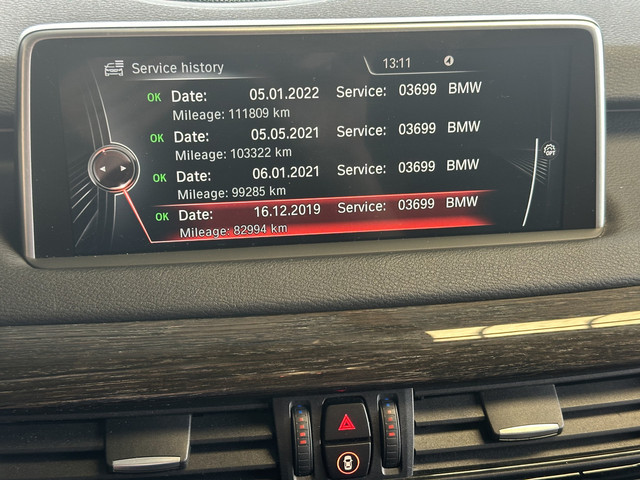 Service history 13:11
OK Date: 05.01.2022 Service: 03699 BMW
Mileage: 111809 km
OK Date: 05.05.2021 Service: 03699 BMW
Mileage: 103322 km
OK Date: 06.01.2021 Service: 03699 BMW
Mileage: 99285 km
OK Date: 16.12.2019 Service: 03699 BMW
Mileage: 82994 km